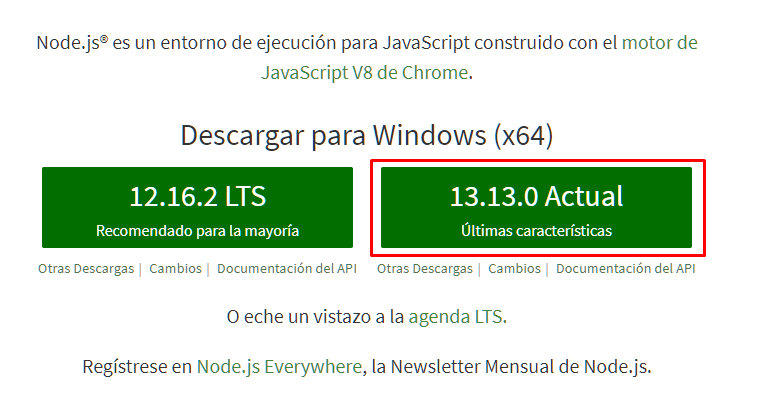 Node.js® es un entorno de ejecución para JavaScript construido con el motor de
JavaScript V8 de Chrome.
Descargar para Windows (x64)
12.16.2 LTS
Recomendado para la mayoría
13.13.0 Actual
Últimas características
Otras Descargas | Cambios | Documentación del API
Otras Descargas | Cambios | Documentación del API
O eche un vistazo a la agenda LTS.
Regístrese en Node.js Everywhere, la Newsletter Mensual de Node.js.